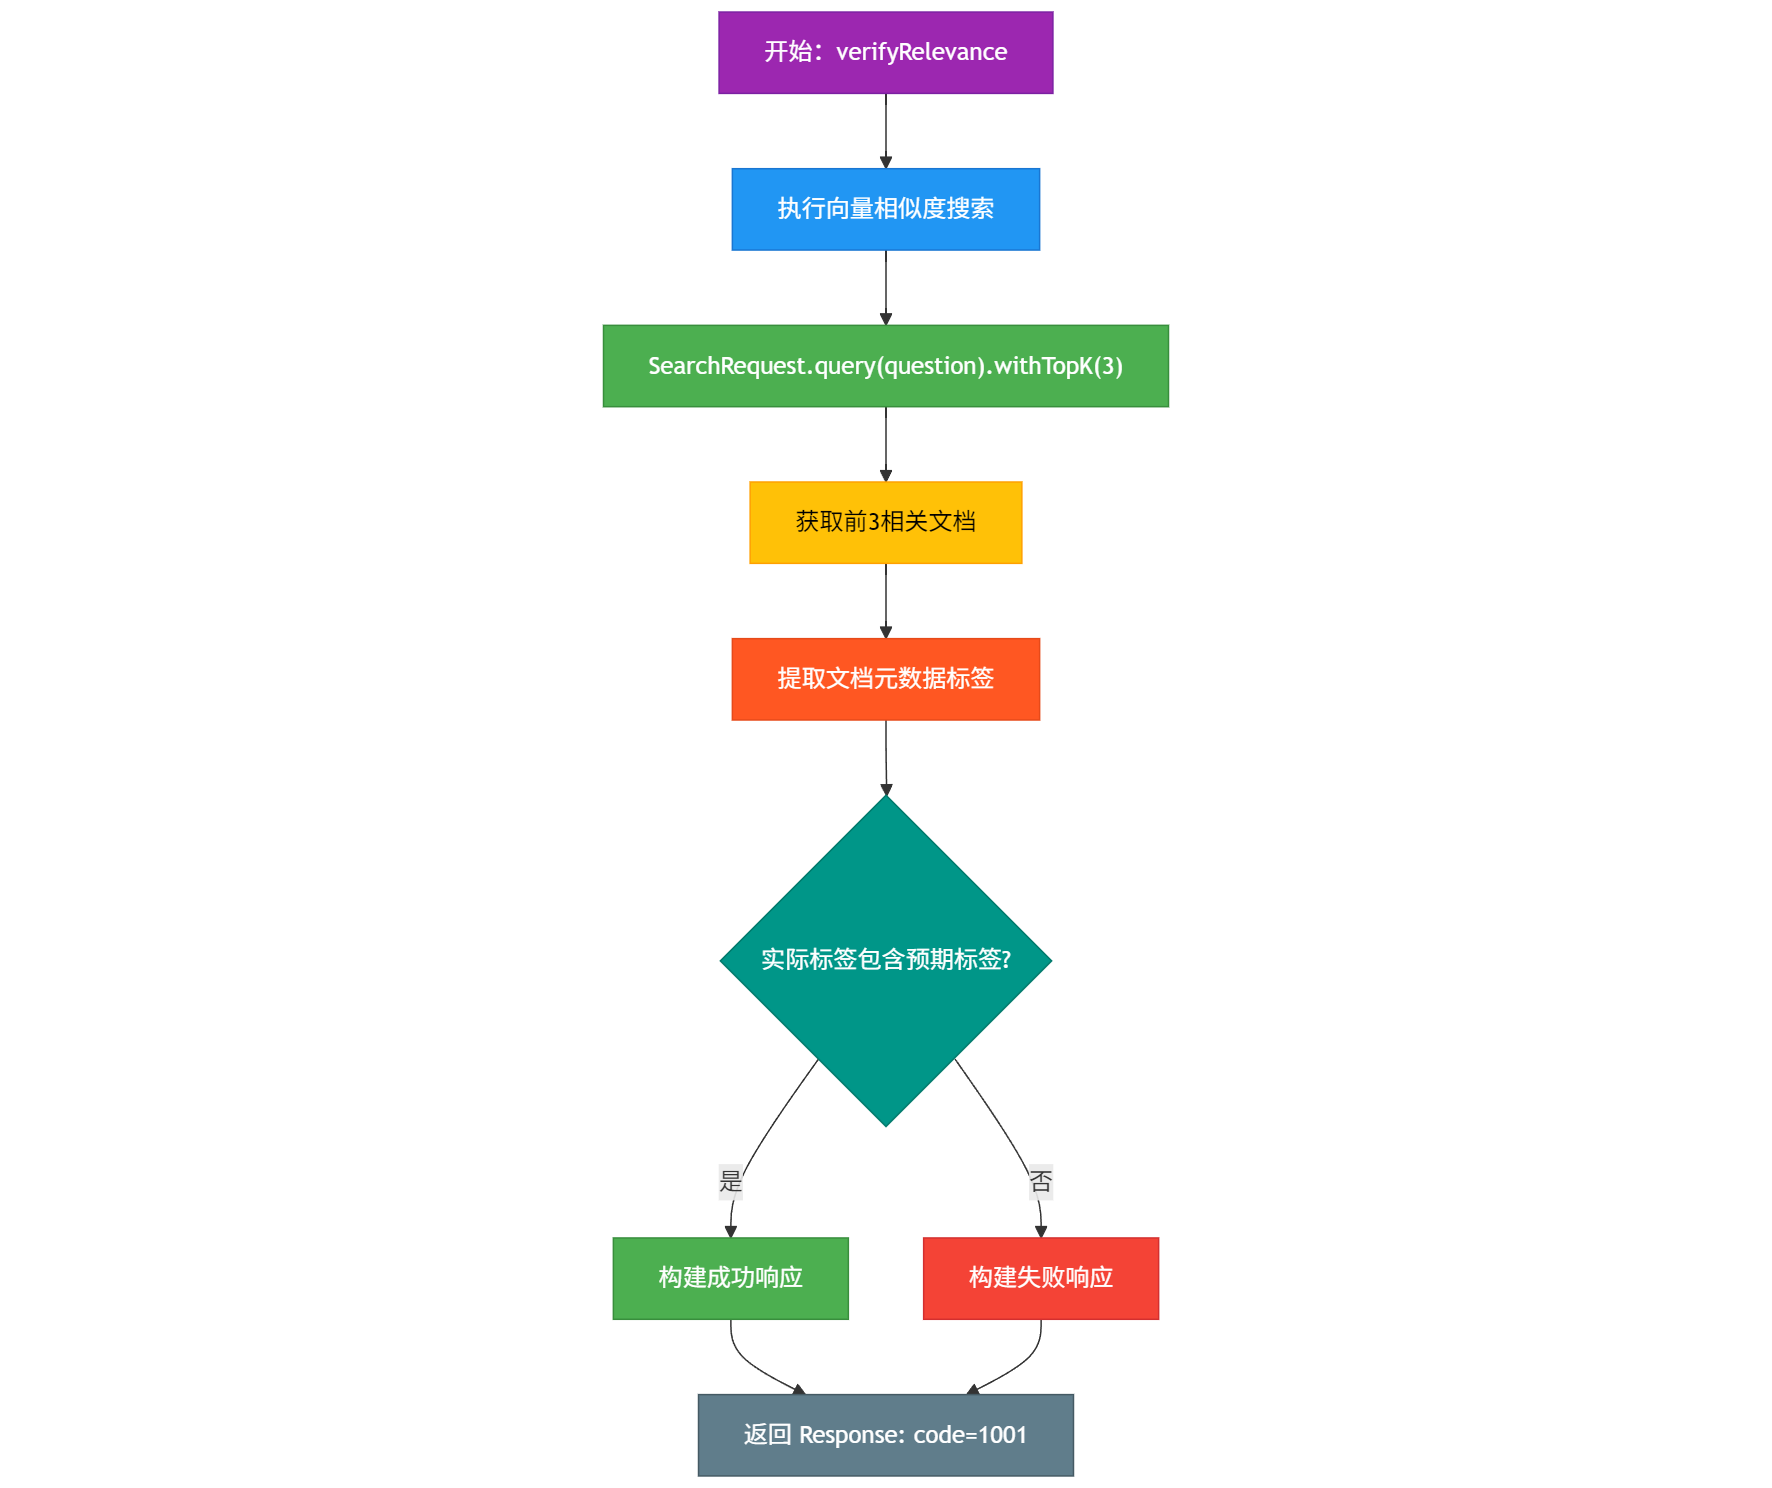 开始：verifyRelevance
执行向量相似度搜索
SearchRequest.query(question).withTopK(3)
获取前3相关文档
提取文档元数据标签
实际标签包含预期标签?
是
否
构建成功响应
构建失败响应
返回 Response: code=1001